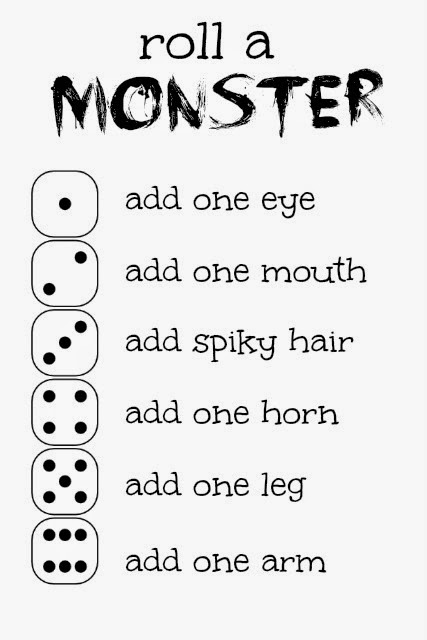 roll a
MONSTER
add one eye
add one mouth
add spiky hair
add one horn
add one leg
add one arm